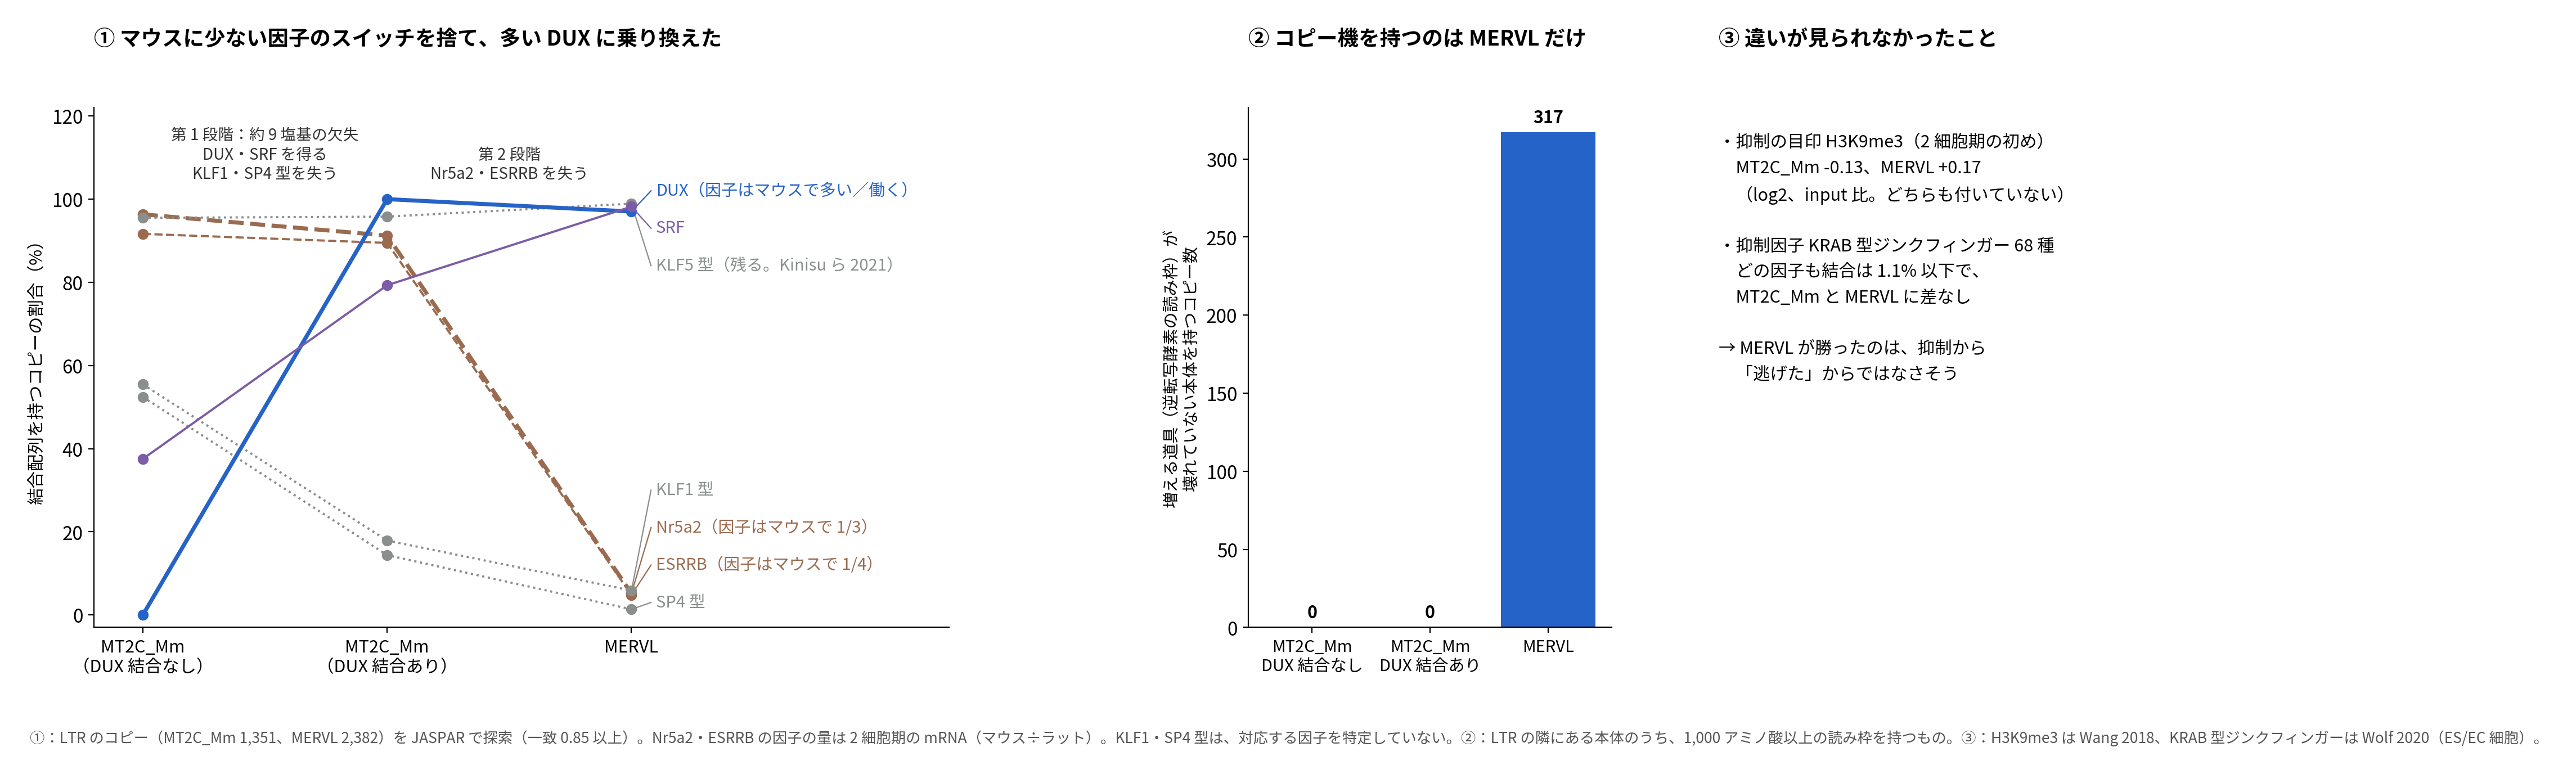 ① マウスに少ない因子のスイッチを捨て、多い DUX に乗り換えた
結合配列を持つコピーの割合（%）
120
100
80
60
40
20
0
第 1 段階：約 9 塩基の欠失
DUX・SRF を得る
KLF1・SP4 型を失う
第 2 段階
Nr5a2・ESRRB を失う
DUX（因子はマウスで多い／働く）
SRF
KLF5 型（残る。Kinisu ら 2021）
KLF1 型
Nr5a2（因子はマウスで 1/3）
ESRRB（因子はマウスで 1/4）
SP4 型
MT2C_Mm
（DUX 結合なし）
MT2C_Mm
（DUX 結合あり）
MERVL
② コピー機を持つのは MERVL だけ
増える道具（逆転写酵素の読み枠）が
壊れていない本体を持つコピー数
300
250
200
150
100
50
0
0
0
317
MT2C_Mm
DUX 結合なし
MT2C_Mm
DUX 結合あり
MERVL
③ 違いが見られなかったこと
・抑制の目印 H3K9me3（2 細胞期の初め）
MT2C_Mm -0.13、MERVL +0.17
（log2、input 比。どちらも付いていない）
・抑制因子 KRAB 型ジンクフィンガー 68 種
どの因子も結合は 1.1% 以下で、
MT2C_Mm と MERVL に差なし
→ MERVL が勝ったのは、抑制から
「逃げた」からではなさそう
①：LTR のコピー（MT2C_Mm 1,351、MERVL 2,382）を JASPAR で探索（一致 0.85 以上）。Nr5a2・ESRRB の因子の量は 2 細胞期の mRNA（マウス÷ラット）。KLF1・SP4 型は、対応する因子を特定していない。②：LTR の隣にある本体のうち、1,000 アミノ酸以上の読み枠を持つもの。③：H3K9me3 は Wang 2018、KRAB 型ジンクフィンガーは Wolf 2020（ES/EC 細胞）。